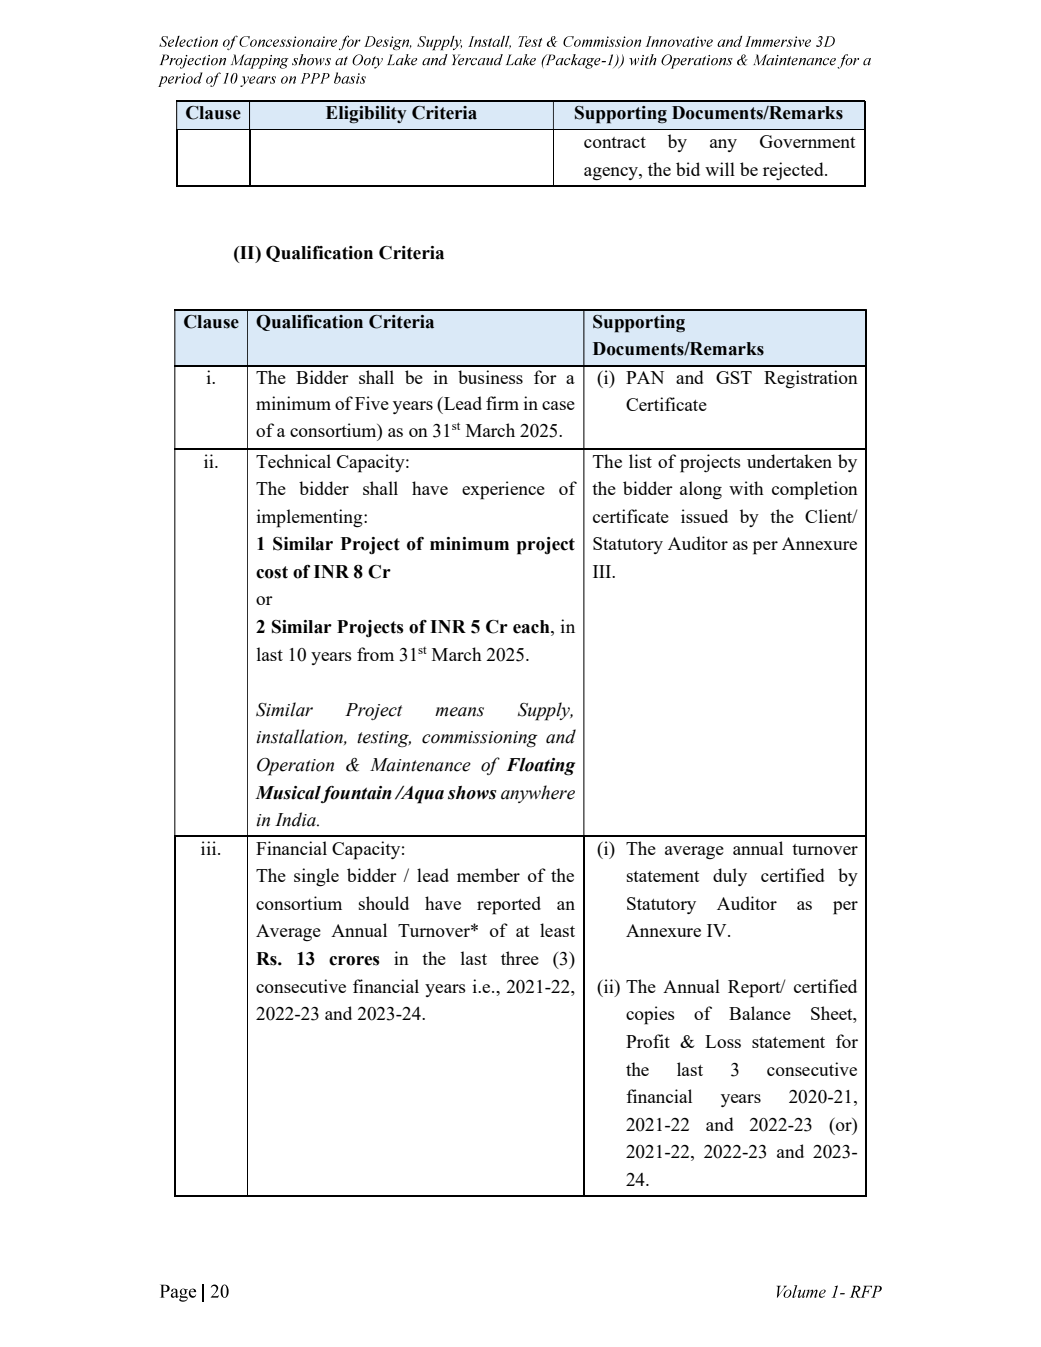 Selection of Concessionaire for Design, Supply, Install, Test & Commission Innovative and Immersive 3D
Projection Mapping shows at Ooty Lake and Yercaud Lake (Package-1)) with Operations & Maintenance for a
period of 10 years on PPP basis
Clause Eligibility Criteria Supporting Documents/Remarks
contract by any Government
agency, the bid will be rejected.
(II) Qualification Criteria
Clause Qualification Criteria Supporting
Documents/Remarks
i. The Bidder shall be in business for a
minimum of Five years (Lead firm in case
of a consortium) as on 31st March 2025.
(i) PAN and GST Registration
Certificate
ii. Technical Capacity:
The bidder shall have experience of
implementing:
1 Similar Project of minimum project
cost of INR 8 Cr
or
2 Similar Projects of INR 5 Cr each, in
last 10 years from 31st March 2025.
Similar Project means Supply,
installation, testing, commissioning and
Operation & Maintenance of Floating
Musical fountain /Aqua shows anywhere
in India.
The list of projects undertaken by
the bidder along with completion
certificate issued by the Client/
Statutory Auditor as per Annexure
III.
iii. Financial Capacity:
The single bidder / lead member of the
consortium should have reported an
Average Annual Turnover* of at least
Rs. 13 crores in the last three (3)
consecutive financial years i.e., 2021-22,
2022-23 and 2023-24.
(i) The average annual turnover
statement duly certified by
Statutory Auditor as per
Annexure IV.
(ii) The Annual Report/ certified
copies of Balance Sheet,
Profit & Loss statement for
the last 3 consecutive
financial years 2020-21,
2021-22 and 2022-23 (or)
2021-22, 2022-23 and 2023-
24.
Page | 20 Volume 1- RFP